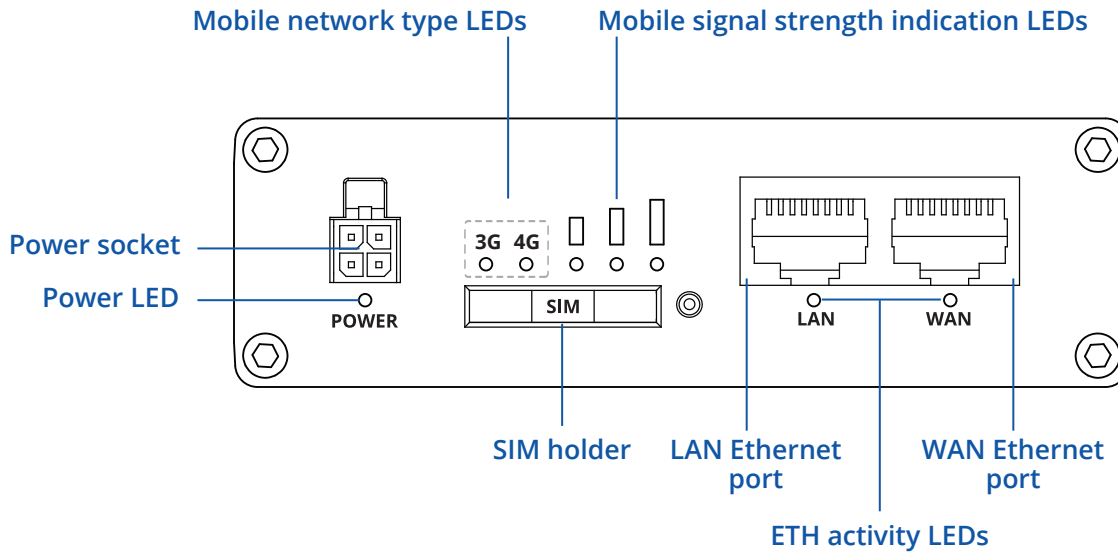 Mobile network type LEDs
Mobile signal strength indication LEDs
3G 4G
Power socket
Power LED
POWER
SIM
LAN
WAN
SIM holder
LAN Ethernet
port
WAN Ethernet
port
ETH activity LEDs